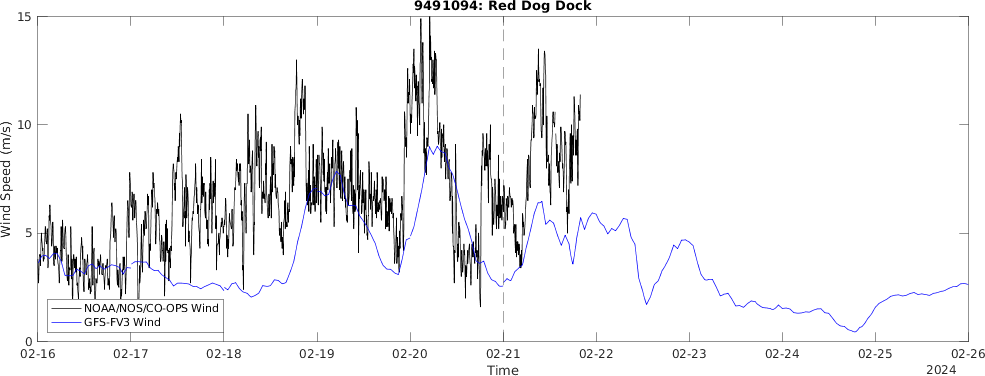 9491094: Red Dog Dock
15
10
5
0
Wind Speed (m/s)
NOAA/NOS/CO-OPS Wind
GFS-FV3 Wind
02-16 02-17 02-18 02-19 02-20 02-21 02-22 02-23 02-24 02-25 02-26
Time
2024